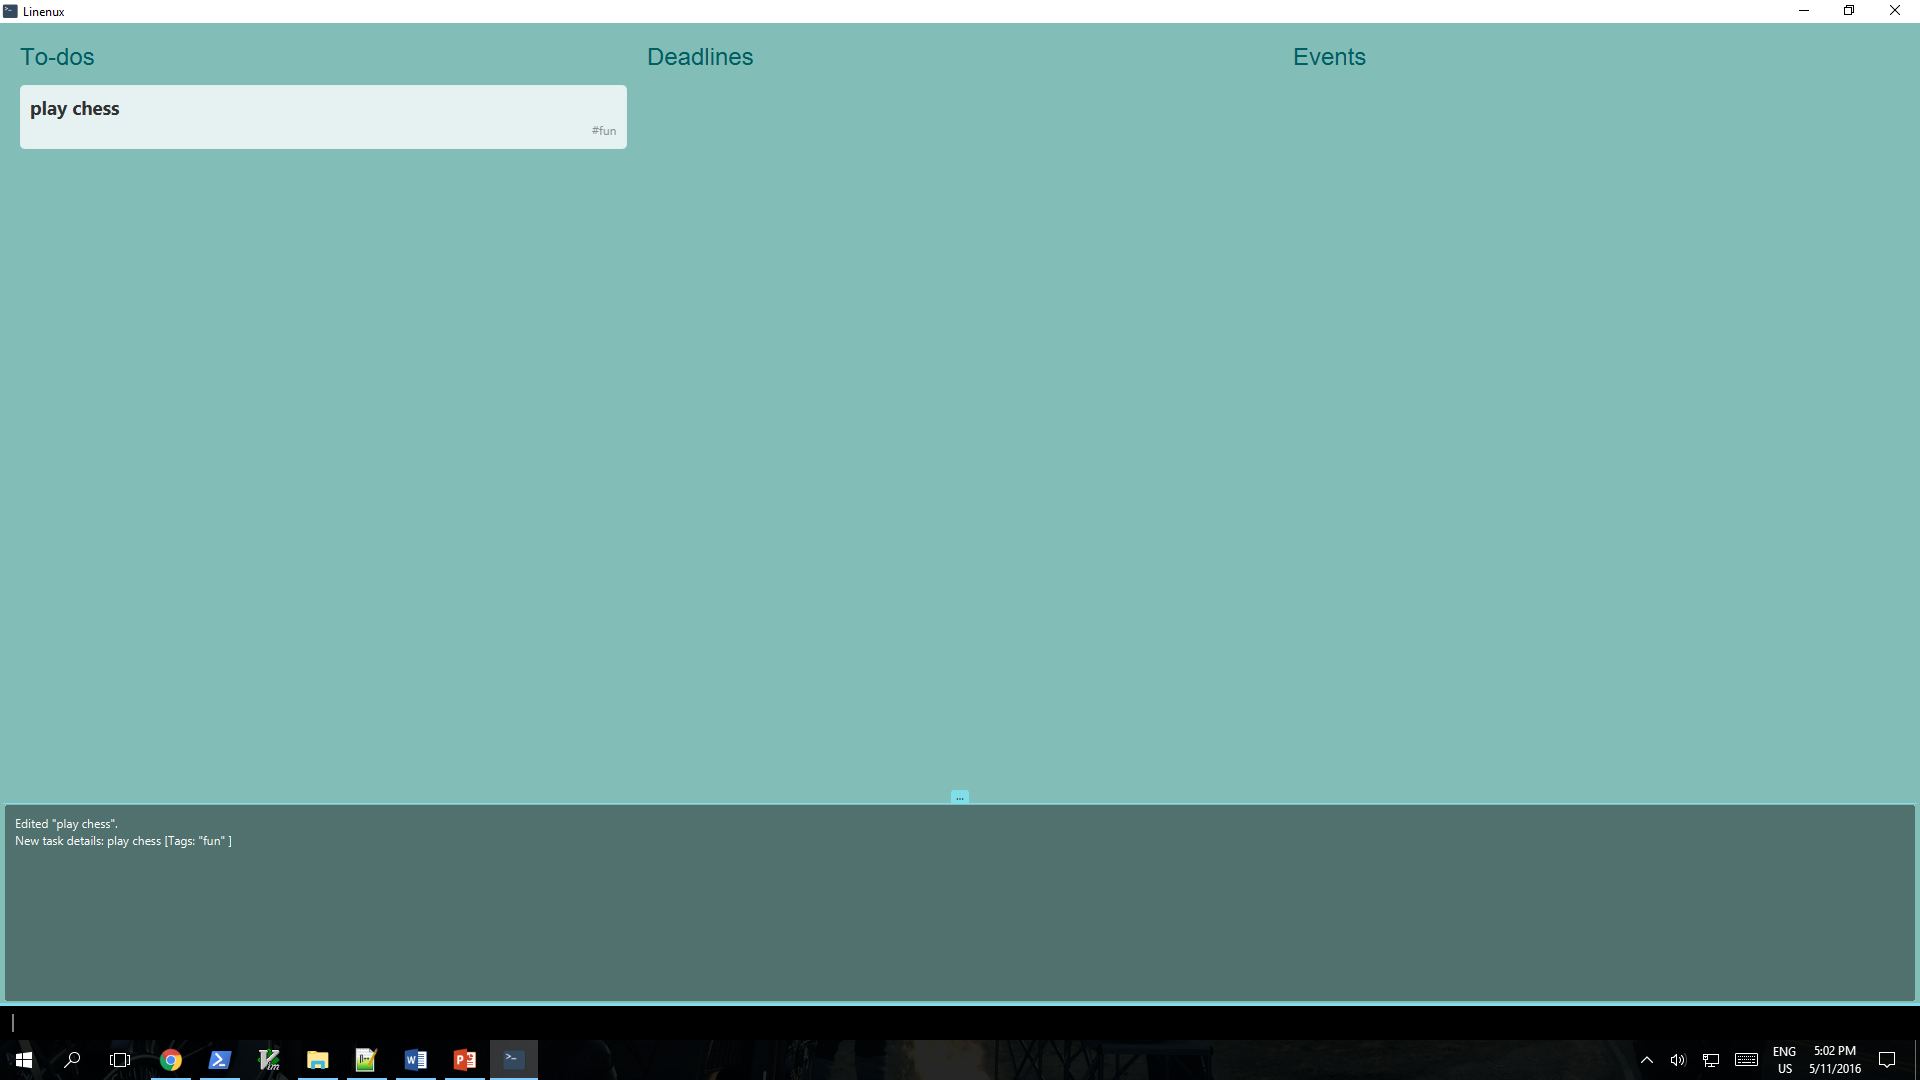 Linenux
To-dos
Deadlines
Events
play chess
#fun
...
Edited "play chess".
New task details: play chess [Tags: "fun" ]
ENG
US
5:02 PM
5/11/2016